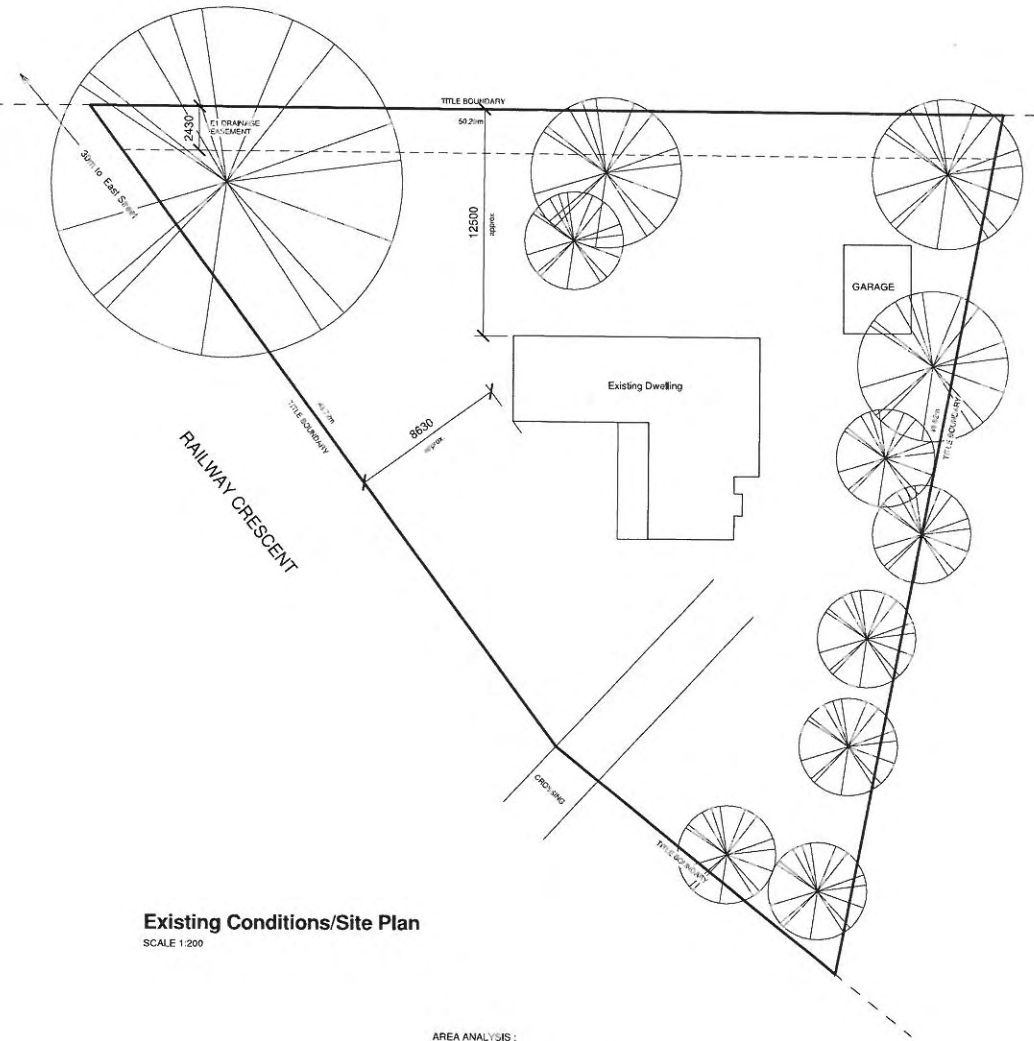 TITLE BOUNDARY
50.29m
2430
E1 DRAINAGE
EASEMENT
30m to East Street
12500
approx
GARAGE
Existing Dwelling
TITLE BOUNDARY
8630
approx
TITLE BOUNDARY
RAILWAY CRESCENT
CROSSING
TITLE BOUNDARY
Existing Conditions/Site Plan
SCALE 1:200
AREA ANALYSIS :